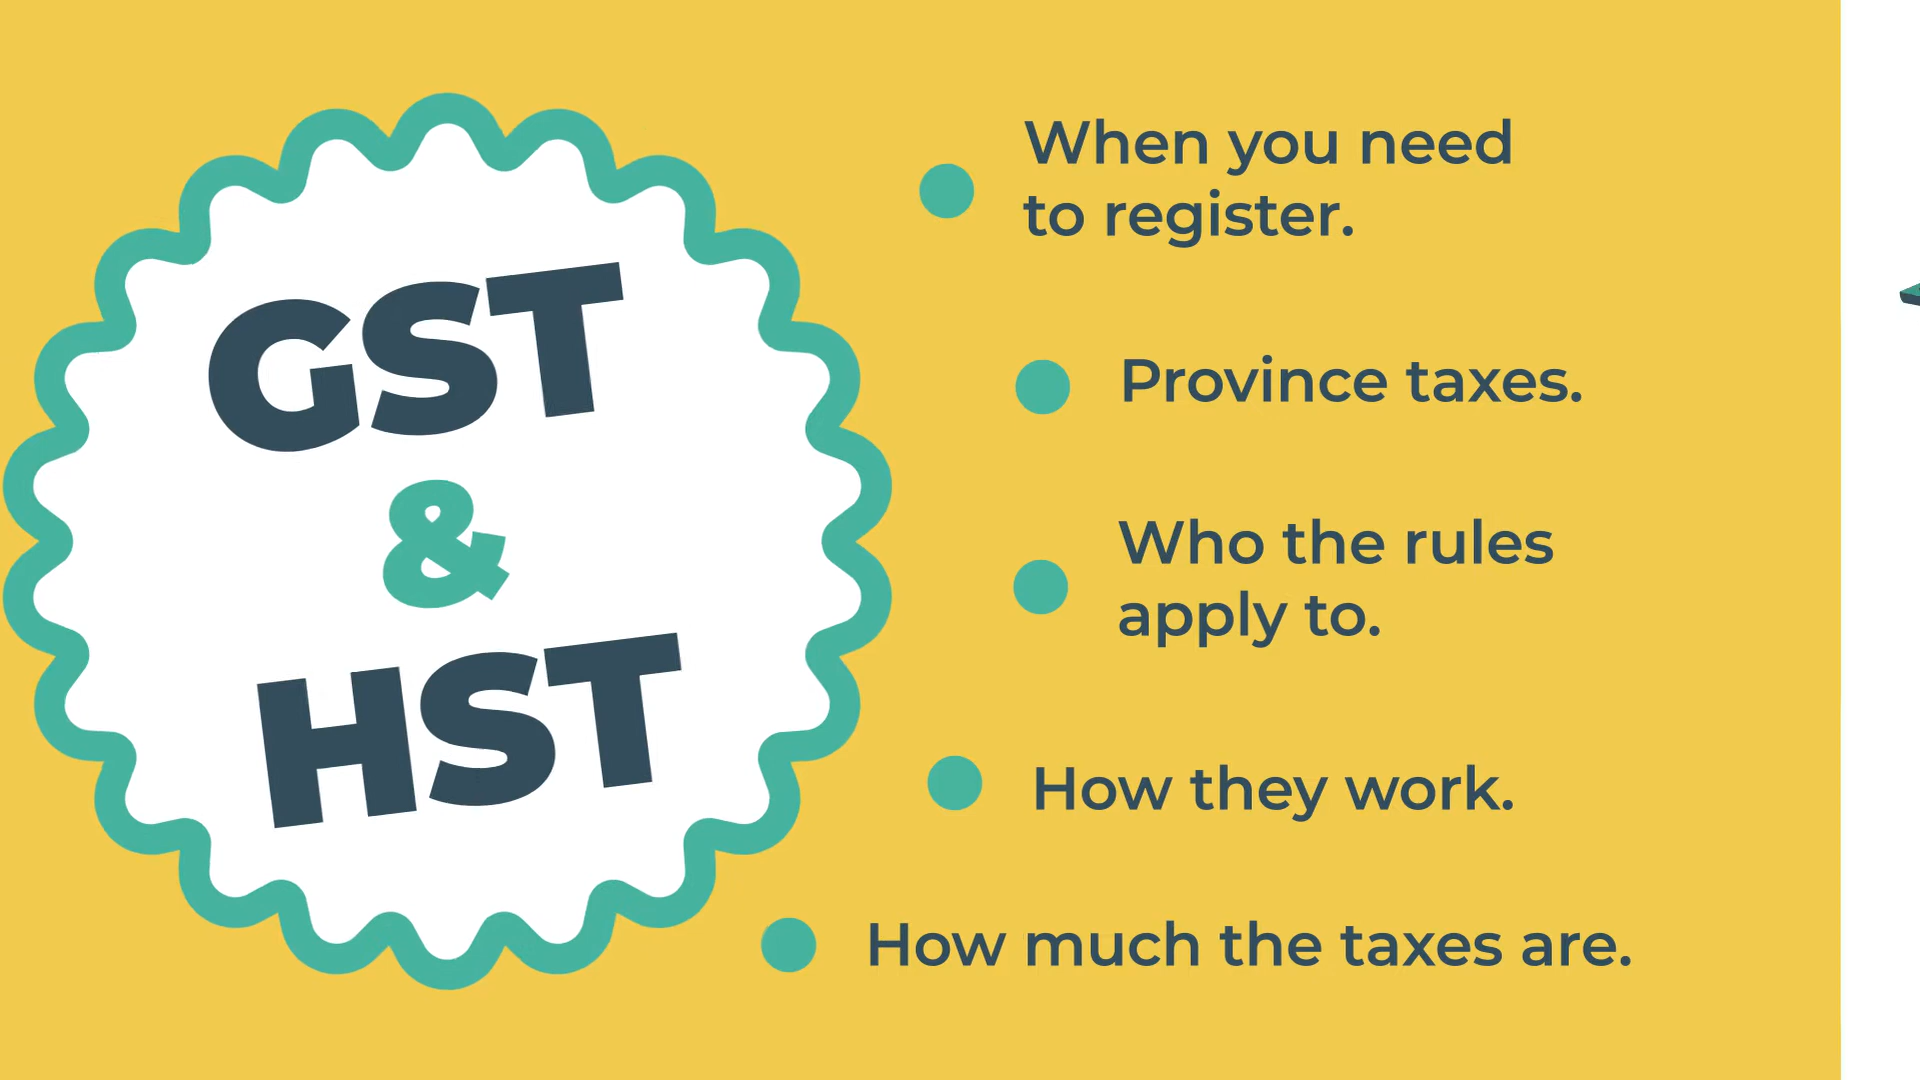 GST
&
HST
When you need
to register.
Province taxes.
Who the rules
apply to.
How they work.
How much the taxes are.